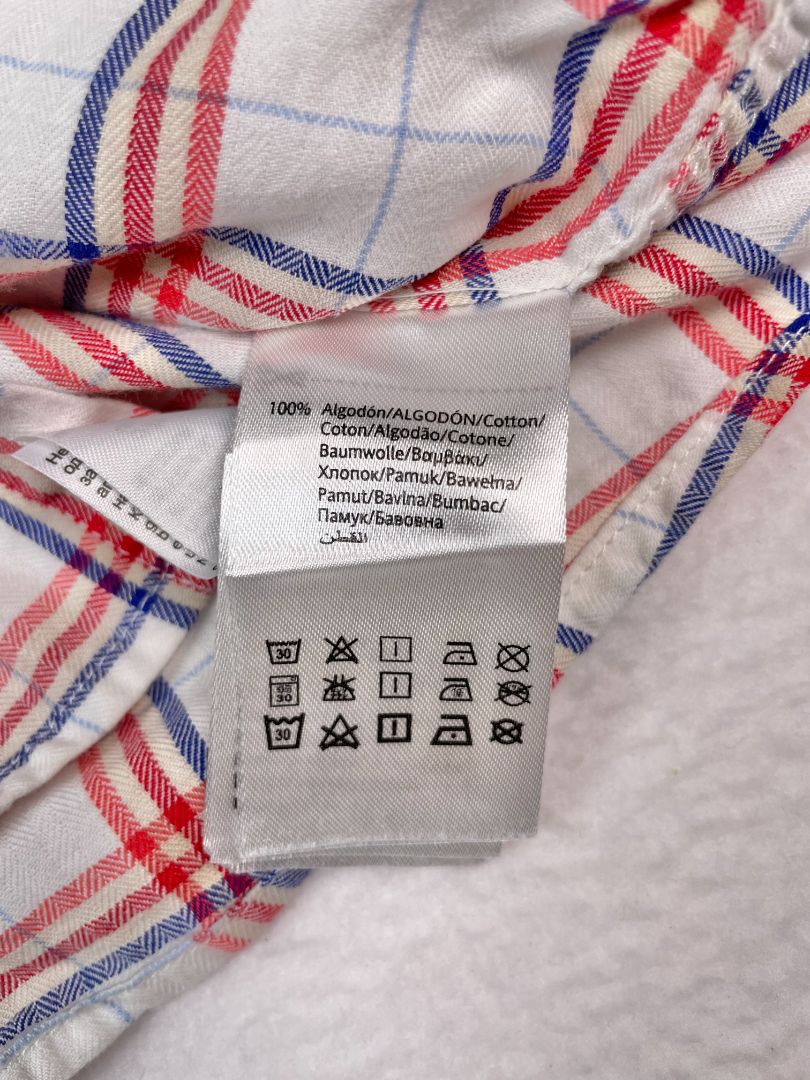 100% Algodón/ALGODÓN/Cotton/
Coton/Algodão/Cotone/
Baumwolle/Βαμβάκι/
Хлопок/Pamuk/Bawełna/
Pamut/Bavlna/Bumbac/
Памук/Бавовна
القطن
30
30
30